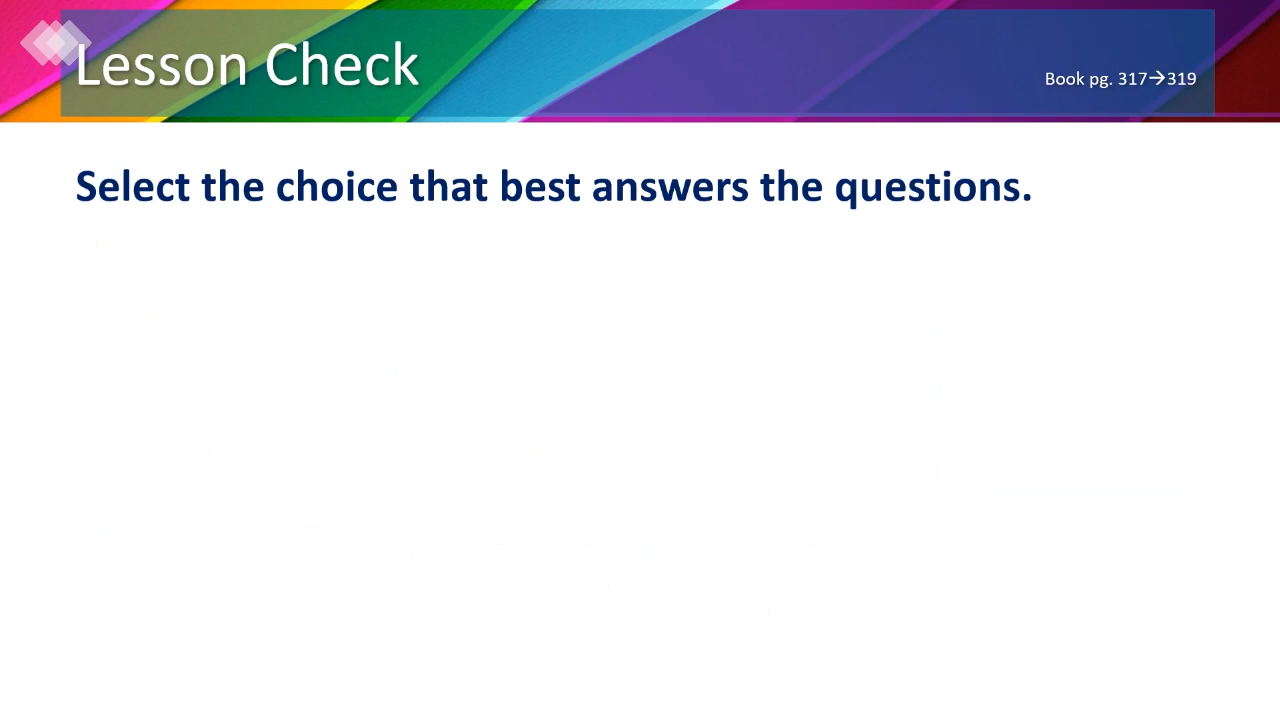 Lesson Check
Book pg. 317→319
Select the choice that best answers the questions.